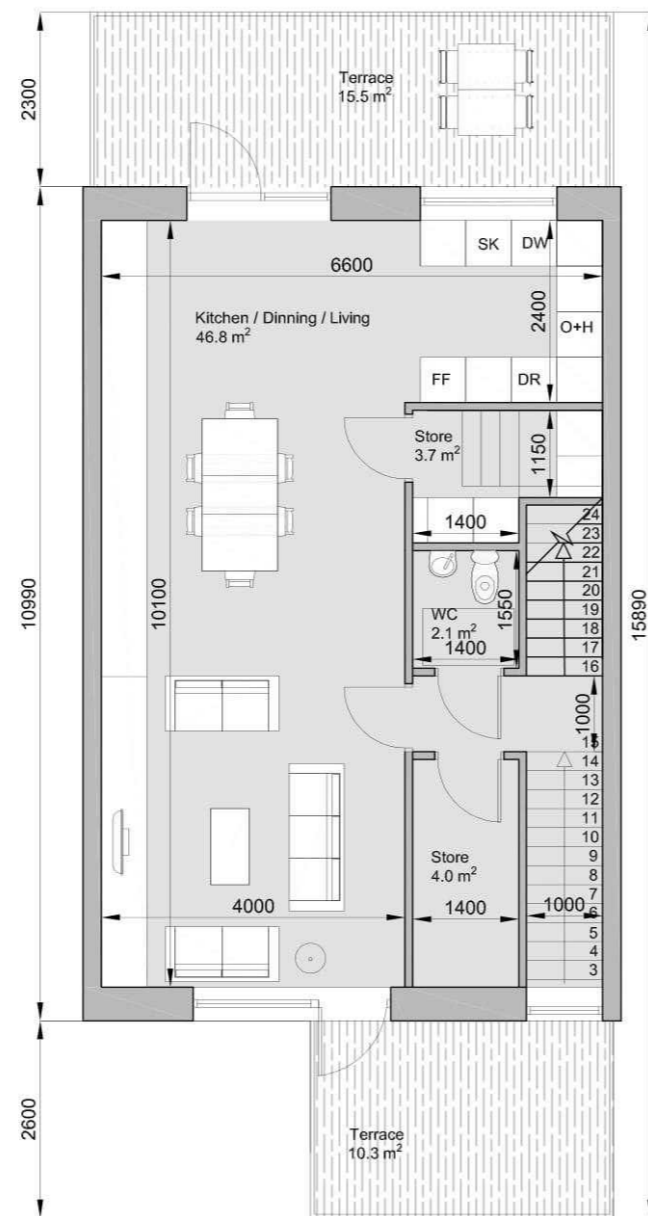 Terrace
15.5 m²
2300
SK
DW
6600
Kitchen / Dinning / Living
46.8 m²
2400
O+H
FF
DR
Store
3.7 m²
1150
1400
24
23
22
21
20
19
18
17
16
10990
10100
15890
WC
2.1 m²
1550
1400
1000
15
14
13
12
11
10
9
8
7
6
5
4
3
Store
4.0 m²
4000
1400
1000
2600
Terrace
10.3 m²